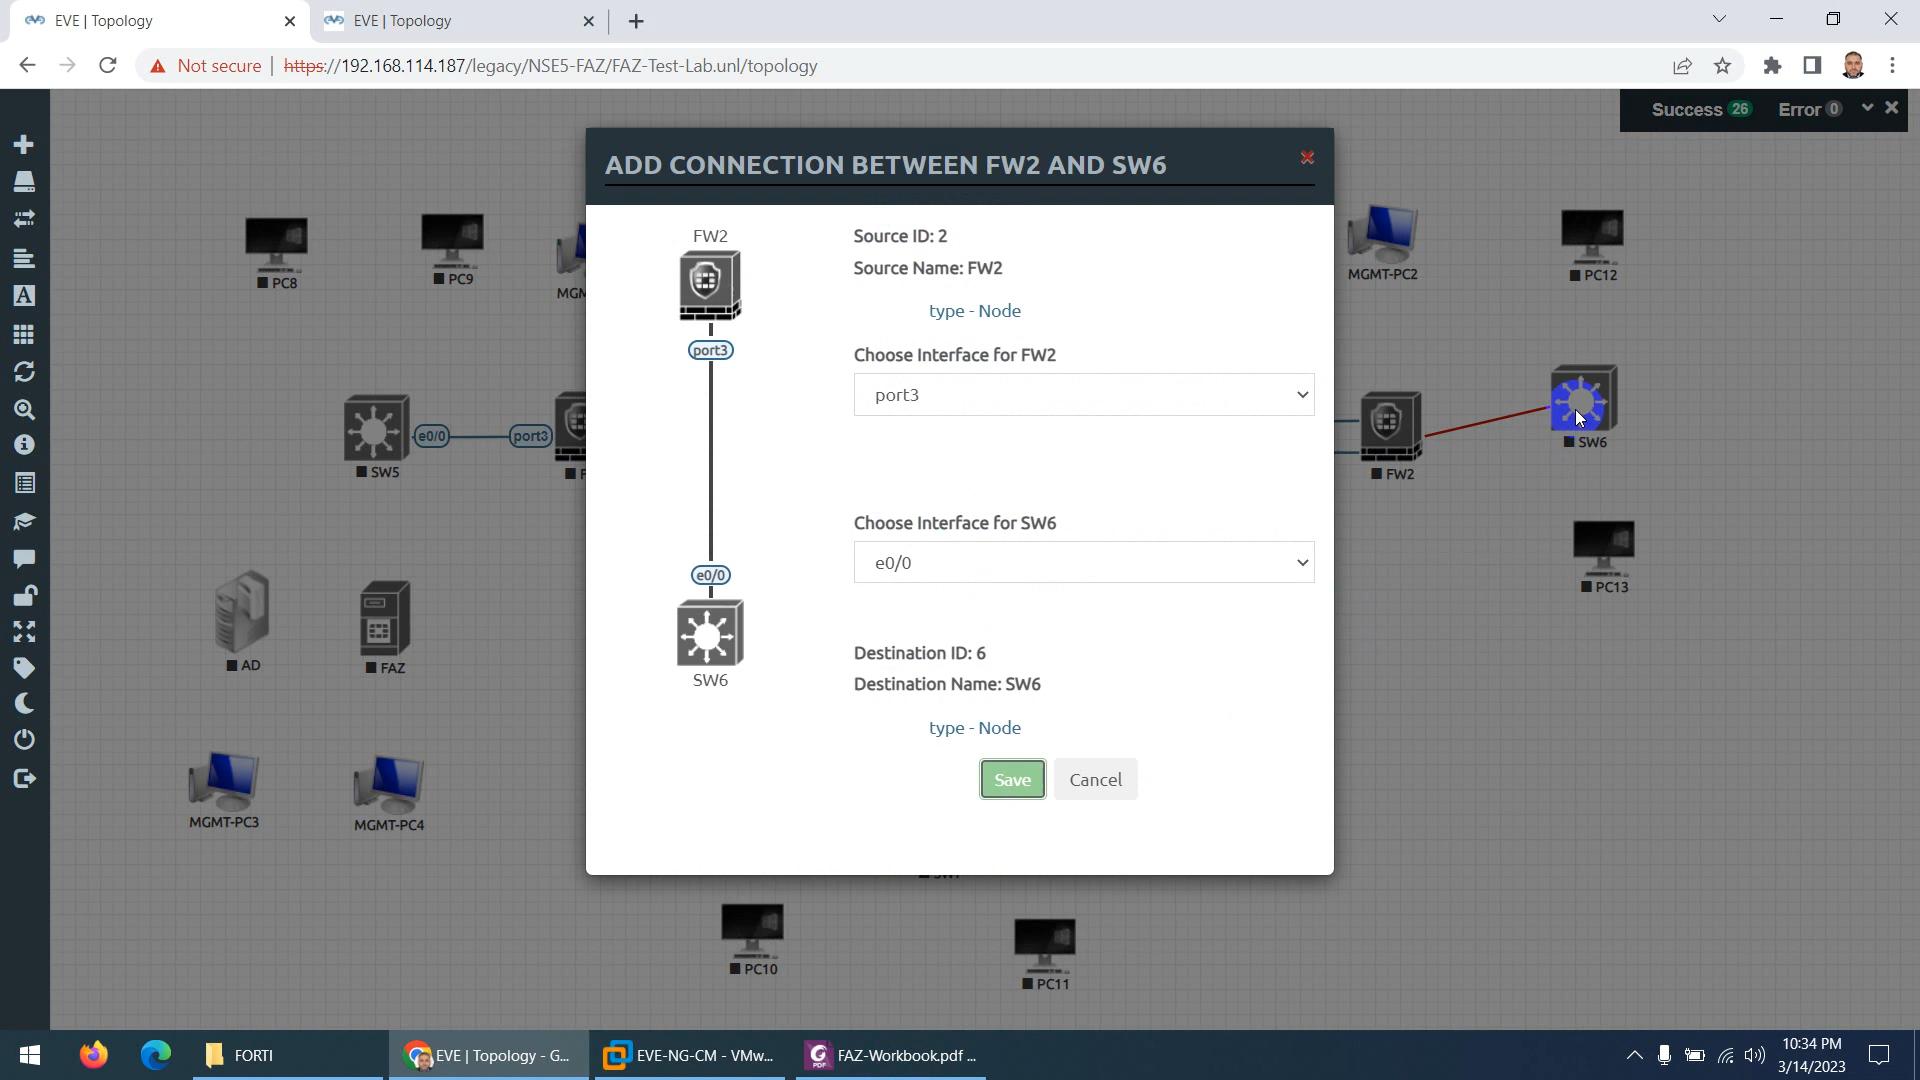 EVE | Topology
EVE | Topology
Not secure
https://192.168.114.187/legacy/NSE5-FAZ/FAZ-Test-Lab.unl/topology
Success 26 Error 0
ADD CONNECTION BETWEEN FW2 AND SW6
FW2
Source ID: 2
Source Name: FW2
type - Node
port3
Choose Interface for FW2
port3
Choose Interface for SW6
e0/0
e0/0
SW6
Destination ID: 6
Destination Name: SW6
type - Node
Save
Cancel
PC8
PC9
MGM
MGMT-PC2
PC12
SW5
e0/0
port3
F
FW2
SW6
PC13
AD
FAZ
MGMT-PC3
MGMT-PC4
PC10
PC11
FORTI
EVE | Topology - G...
EVE-NG-CM - VMw...
FAZ-Workbook.pdf ...
PDF
10:34 PM
3/14/2023